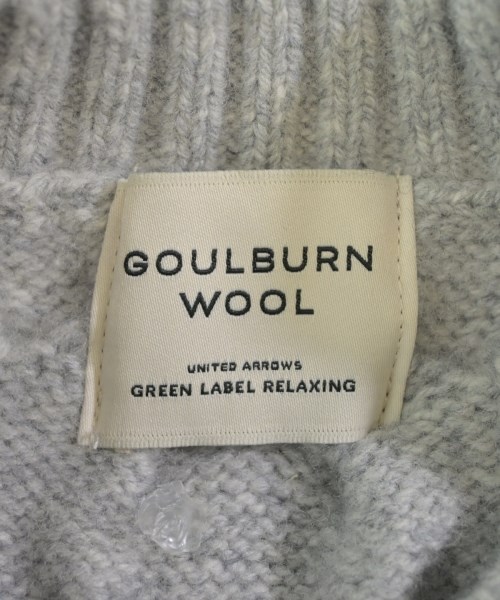 GOULBURN
WOOL
UNITED ARROWS
GREEN LABEL RELAXING